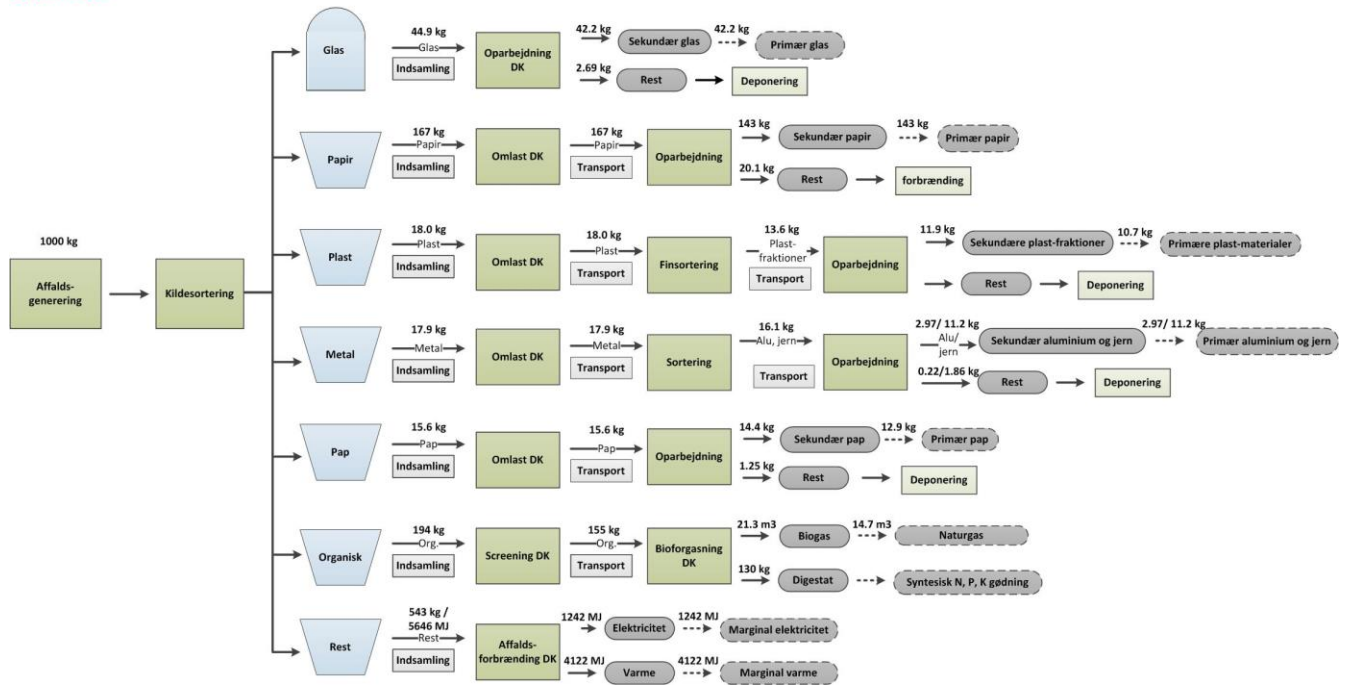 1000 kg
Affalds-
generering
Kildesortering
Glas
44.9 kg
Glas
Indsamling
Oparbejdning
DK
42.2 kg
Sekundær glas
42.2 kg
Primær glas
2.69 kg
Rest
Deponering
Papir
167 kg
Papir
Indsamling
Omlast DK
167 kg
Papir
Transport
Oparbejdning
143 kg
Sekundær papir
143 kg
Primær papir
20.1 kg
Rest
forbrænding
Plast
18.0 kg
Plast
Indsamling
Omlast DK
18.0 kg
Plast
Transport
Finsortering
13.6 kg
Plast-
fraktioner
Transport
Oparbejdning
11.9 kg
Sekundære plast-fraktioner
10.7 kg
Primære plast-materialer
Rest
Deponering
Metal
17.9 kg
Metal
Indsamling
Omlast DK
17.9 kg
Metal
Transport
Sortering
16.1 kg
Alu, jern
Transport
Oparbejdning
2.97/ 11.2 kg
Alu/
jern
Sekundær aluminium og jern
2.97/ 11.2 kg
Primær aluminium og jern
0.22/1.86 kg
Rest
Deponering
Pap
15.6 kg
Pap
Indsamling
Omlast DK
15.6 kg
Pap
Transport
Oparbejdning
14.4 kg
Sekundær pap
12.9 kg
Primær pap
1.25 kg
Rest
Deponering
Organisk
194 kg
Org.
Indsamling
Screening DK
155 kg
Org.
Transport
Bioforgasning
DK
21.3 m3
Biogas
14.7 m3
Naturgas
130 kg
Digestat
Syntesisk N, P, K gødning
Rest
543 kg /
5646 MJ
Rest
Indsamling
Affalds-
forbrænding DK
1242 MJ
Elektricitet
1242 MJ
Marginal elektricitet
4122 MJ
Varme
4122 MJ
Marginal varme